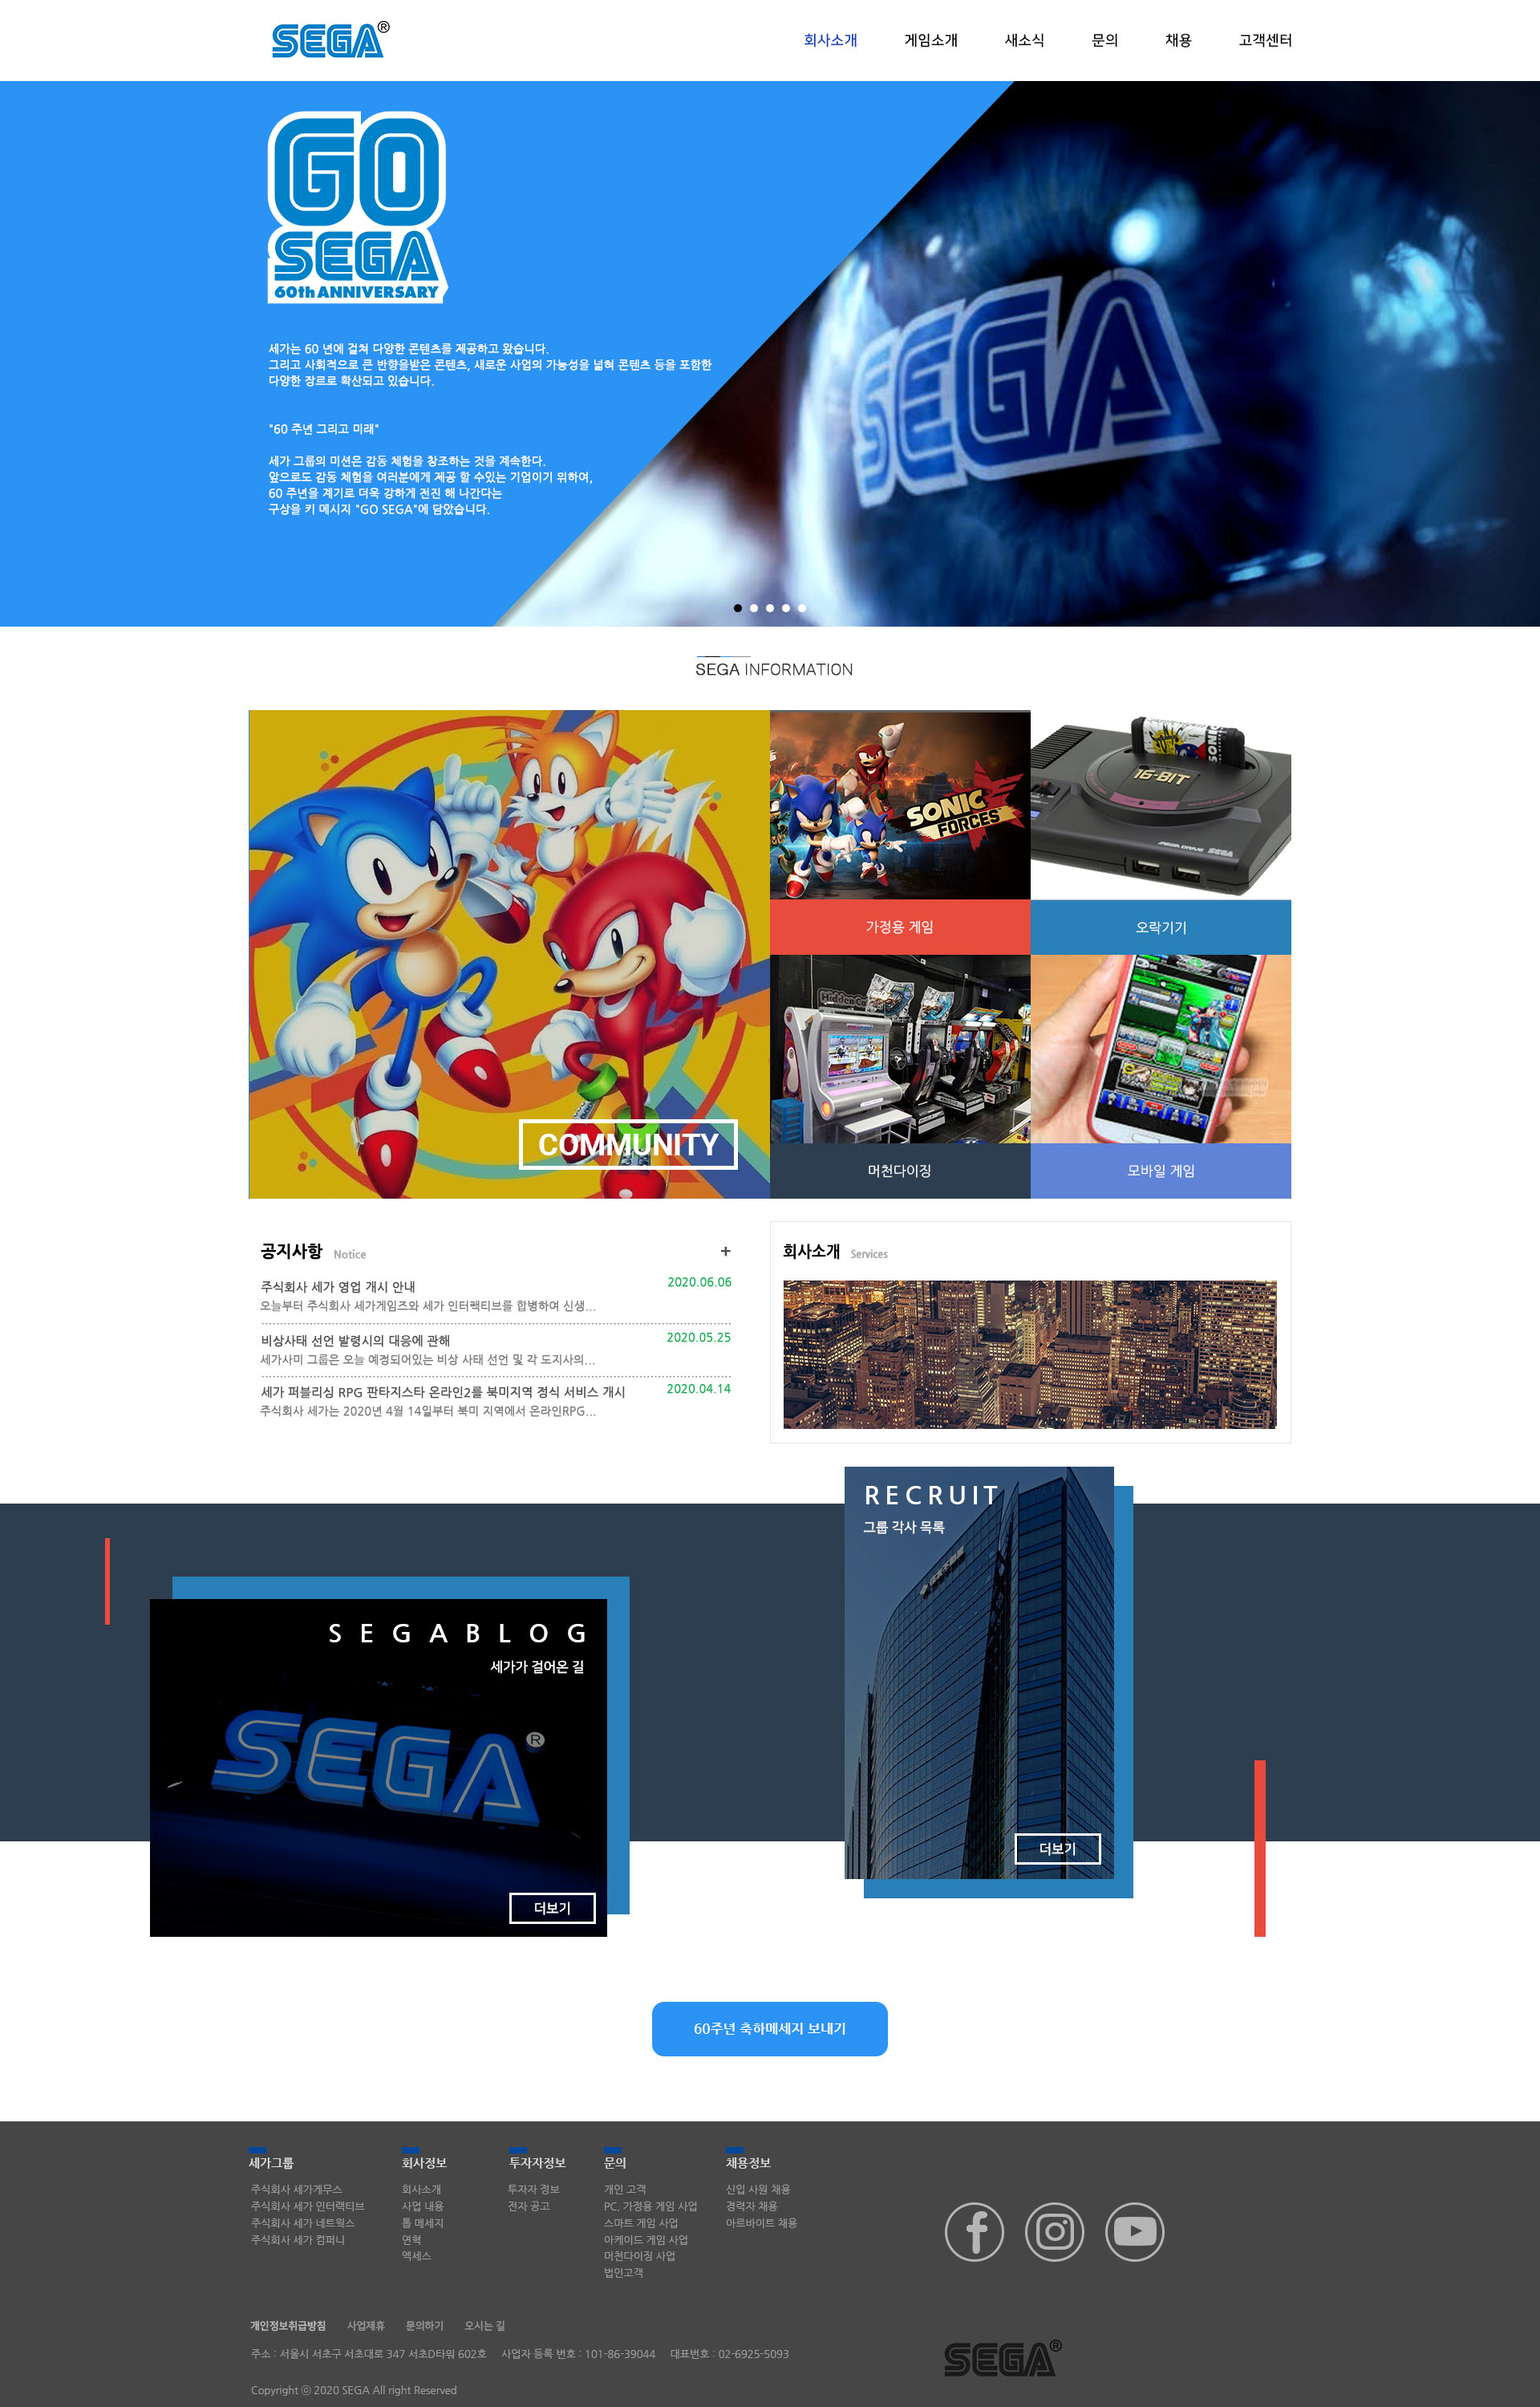 SEGA®
회사소개 게임소개 새소식 문의 채용 고객센터
GO
SEGA
60th ANNIVERSARY
SEGA
세가는 60 년에 걸쳐 다양한 콘텐츠를 제공하고 왔습니다.
그리고 사회적으로 큰 반향을받은 콘텐츠, 새로운 사업의 가능성을 넓혀 콘텐츠 등을 포함한
다양한 장르로 확산되고 있습니다.
"60 주년 그리고 미래"
세가 그룹의 미션은 감동 체험을 창조하는 것을 계속한다.
앞으로도 감동 체험을 여러분에게 제공 할 수있는 기업이기 위하여,
60 주년을 계기로 더욱 강하게 전진 해 나간다는
구상을 키 메시지 "GO SEGA"에 담았습니다.
SEGA INFORMATION
SONIC
FORCES
SONIC
16-BIT
SEGA DRIVE SEGA
가정용 게임
오락기기
COMMUNITY
머천다이징
모바일 게임
공지사항 Notice +
주식회사 세가 영업 개시 안내 2020.06.06
오늘부터 주식회사 세가게임즈와 세가 인터랙티브를 합병하여 신생...
비상사태 선언 발령시의 대응에 관해 2020.05.25
세가사미 그룹은 오늘 예정되어있는 비상 사태 선언 및 각 도지사의...
세가 퍼블리싱 RPG 판타지스타 온라인2를 북미지역 정식 서비스 개시 2020.04.14
주식회사 세가는 2020년 4월 14일부터 북미 지역에서 온라인RPG...
회사소개 Services
RECRUIT
그룹 각사 목록
더보기
SEGABLOG
세가가 걸어온 길
SEGA®
더보기
60주년 축하메세지 보내기
세가그룹
주식회사 세가게무스
주식회사 세가 인터랙티브
주식회사 세가 네트웍스
주식회사 세가 컴퍼니
회사정보
회사소개
사업 내용
톱 메세지
연혁
엑세스
투자자정보
투자자 정보
전자 공고
문의
개인 고객
PC, 가정용 게임 사업
스마트 게임 사업
아케이드 게임 사업
머천다이징 사업
법인고객
채용정보
신입 사원 채용
경력자 채용
아르바이트 채용
개인정보취급방침 사업제휴 문의하기 오시는 길
주소 : 서울시 서초구 서초대로 347 서초D타워 602호 사업자 등록 번호 : 101-86-39044 대표번호 : 02-6925-5093
SEGA®
Copyright ⓒ 2020 SEGA All right Reserved